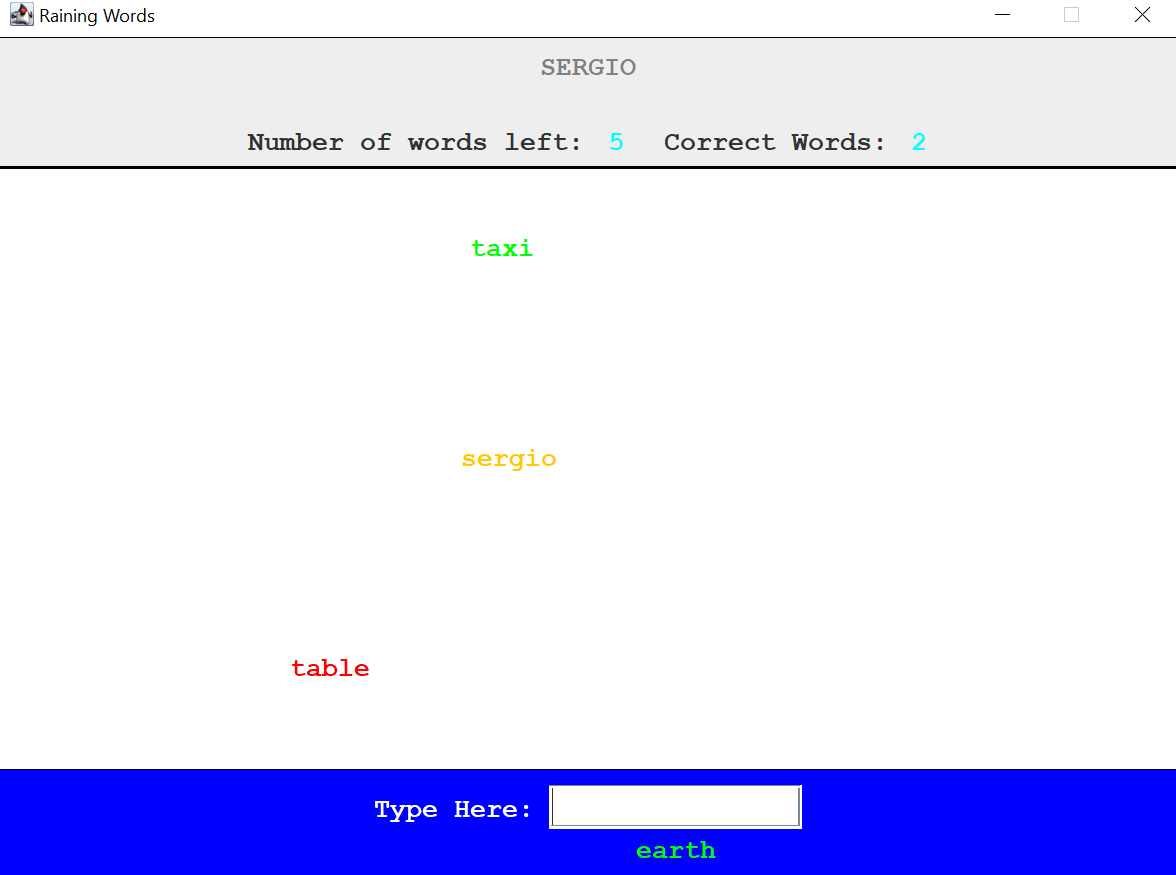 Raining Words
SERGIO
Number of words left: 5 Correct Words: 2
taxi
sergio
table
Type Here:
earth